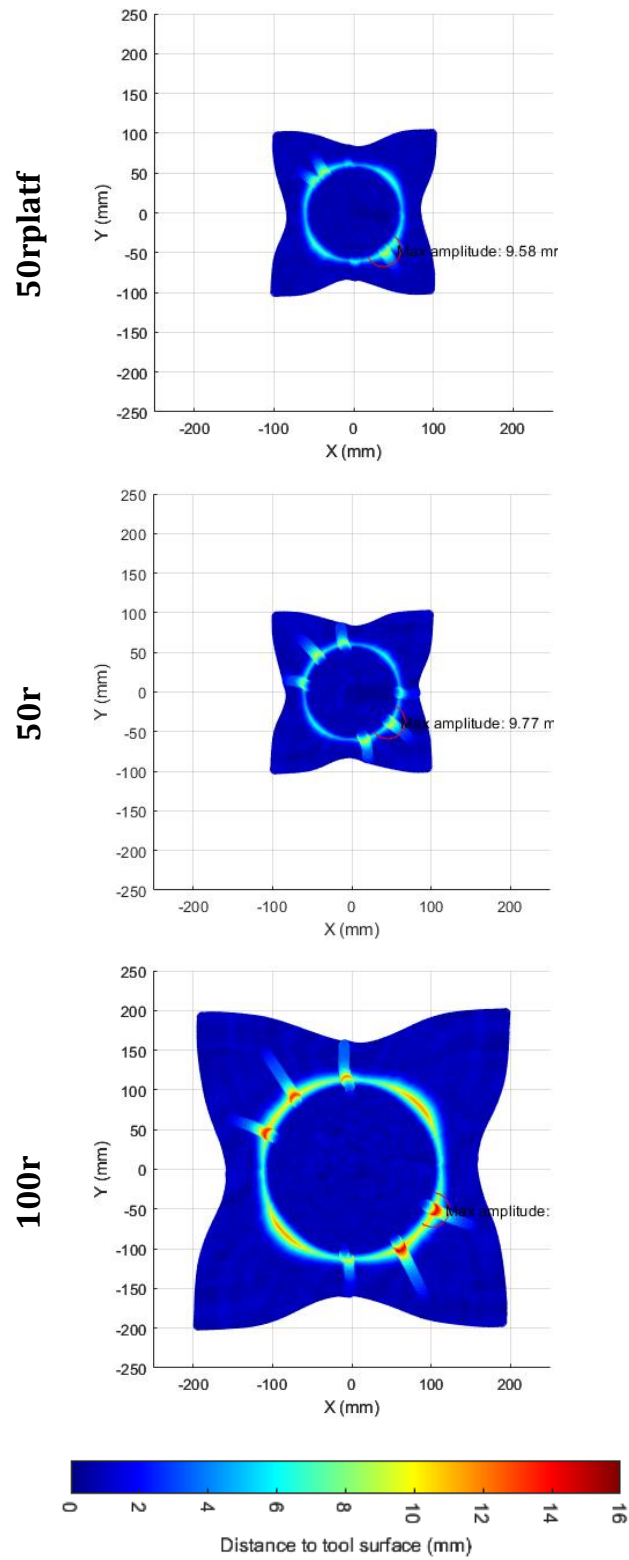 50rplatf
250
200
150
100
50
0
-50
-100
-150
-200
-250
Y (mm)
Max amplitude: 9.58 mr
-200 -100 0 100 200
X (mm)
50r
250
200
150
100
50
0
-50
-100
-150
-200
-250
Y (mm)
Max amplitude: 9.77 m
-200 -100 0 100 200
X (mm)
100r
250
200
150
100
50
0
-50
-100
-150
-200
-250
Y (mm)
Max amplitude:
-200 -100 0 100 200
X (mm)
0 2 4 6 8 10 12 14 16
Distance to tool surface (mm)